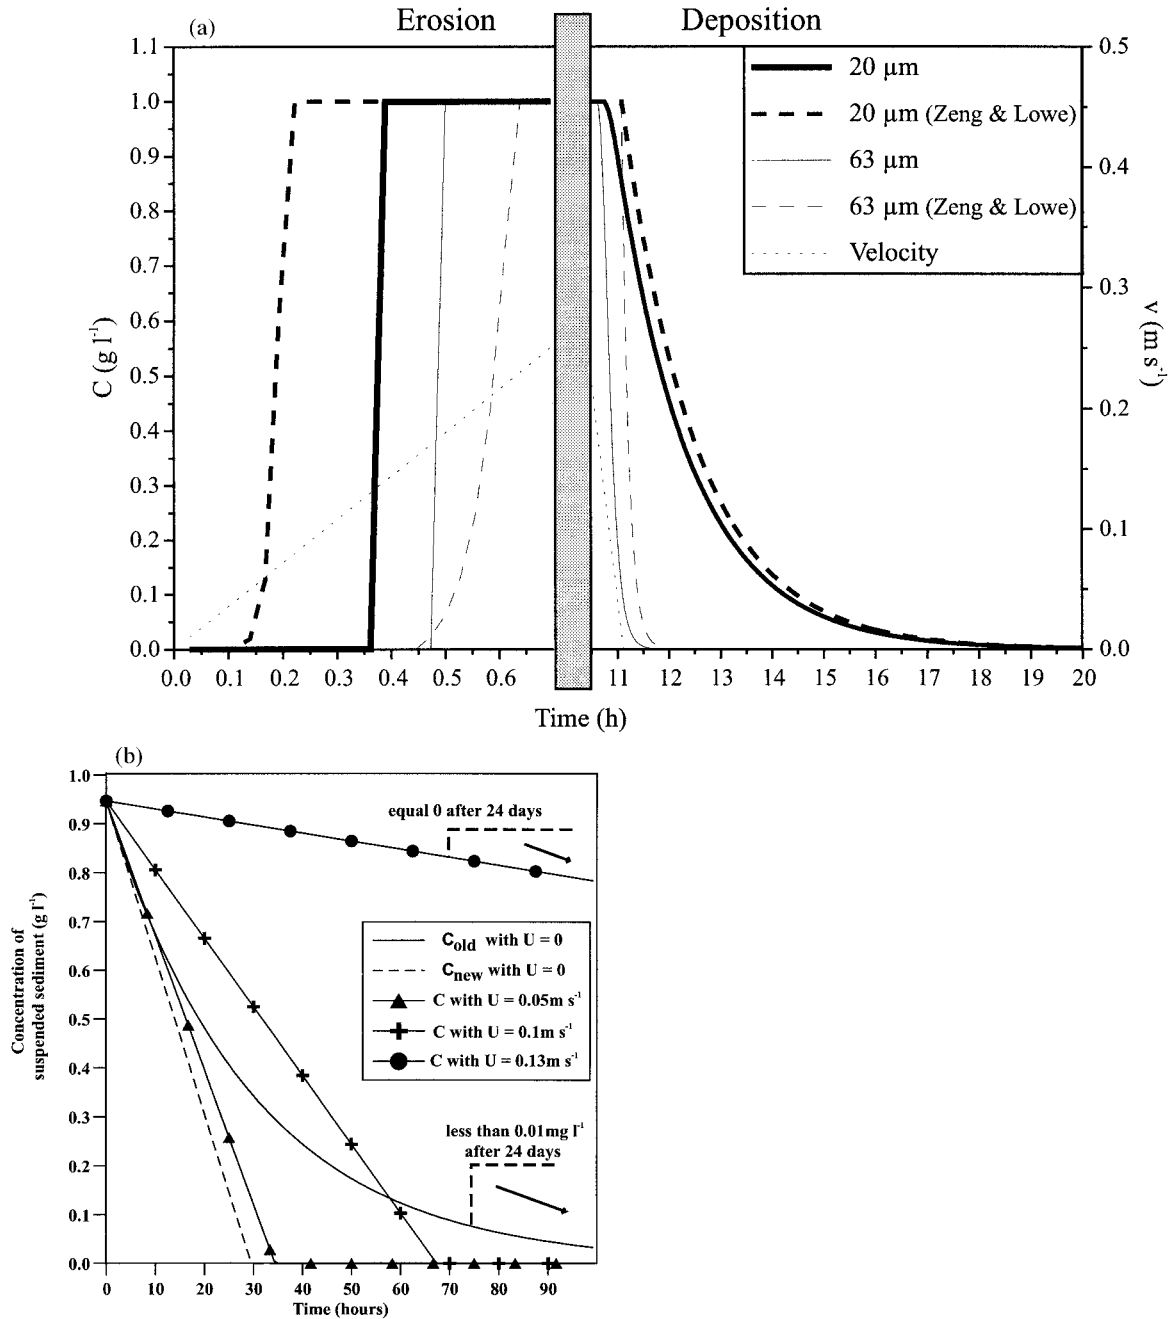 (a)
Erosion
Deposition
1.1
1.0
0.9
0.8
0.7
0.6
0.5
0.4
0.3
0.2
0.1
0.0
C (g l⁻¹)
0.5
0.4
0.3
0.2
0.1
0.0
v (m s⁻¹)
20 µm
20 µm (Zeng & Lowe)
63 µm
63 µm (Zeng & Lowe)
Velocity
0.0 0.1 0.2 0.3 0.4 0.5 0.6 11 12 13 14 15 16 17 18 19 20
Time (h)
(b)
1.0
0.9
0.8
0.7
0.6
0.5
0.4
0.3
0.2
0.1
0.0
Concentration of
suspended sediment (g l⁻¹)
equal 0 after 24 days
C_old with U = 0
C_new with U = 0
C with U = 0.05m s⁻¹
C with U = 0.1m s⁻¹
C with U = 0.13m s⁻¹
less than 0.01mg l⁻¹
after 24 days
0 10 20 30 40 50 60 70 80 90
Time (hours)